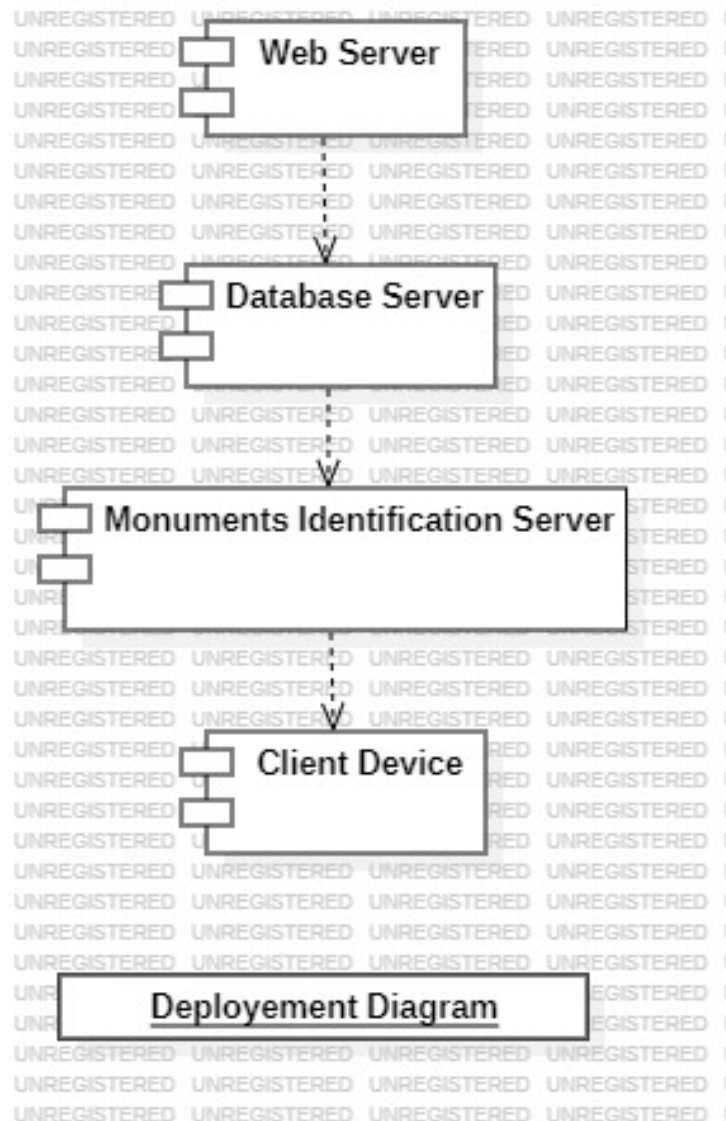 Web Server
Database Server
Monuments Identification Server
Client Device
Deployement Diagram